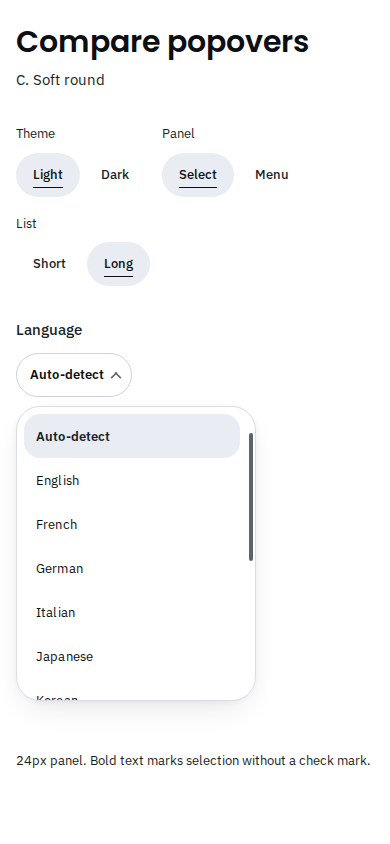 Compare popovers
C. Soft round
Theme
Panel
Light
Dark
Select
Menu
List
Short
Long
Language
Auto-detect
Auto-detect
English
French
German
Italian
Japanese
Korean
24px panel. Bold text marks selection without a check mark.